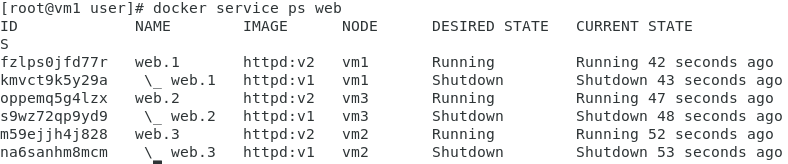 [root@vm1 user]# docker service ps web
ID NAME IMAGE NODE DESIRED STATE CURRENT STATE
S
fzlps0jfd77r web.1 httpd:v2 vm1 Running Running 42 seconds ago
kmvct9k5y29a \_ web.1 httpd:v1 vm1 Shutdown Shutdown 43 seconds ago
oppemq5g4lzx web.2 httpd:v2 vm3 Running Running 47 seconds ago
s9wz72qp9yd9 \_ web.2 httpd:v1 vm3 Shutdown Shutdown 48 seconds ago
m59ejjh4j828 web.3 httpd:v2 vm2 Running Running 52 seconds ago
na6sanhm8mcm \_ web.3 httpd:v1 vm2 Shutdown Shutdown 53 seconds ago